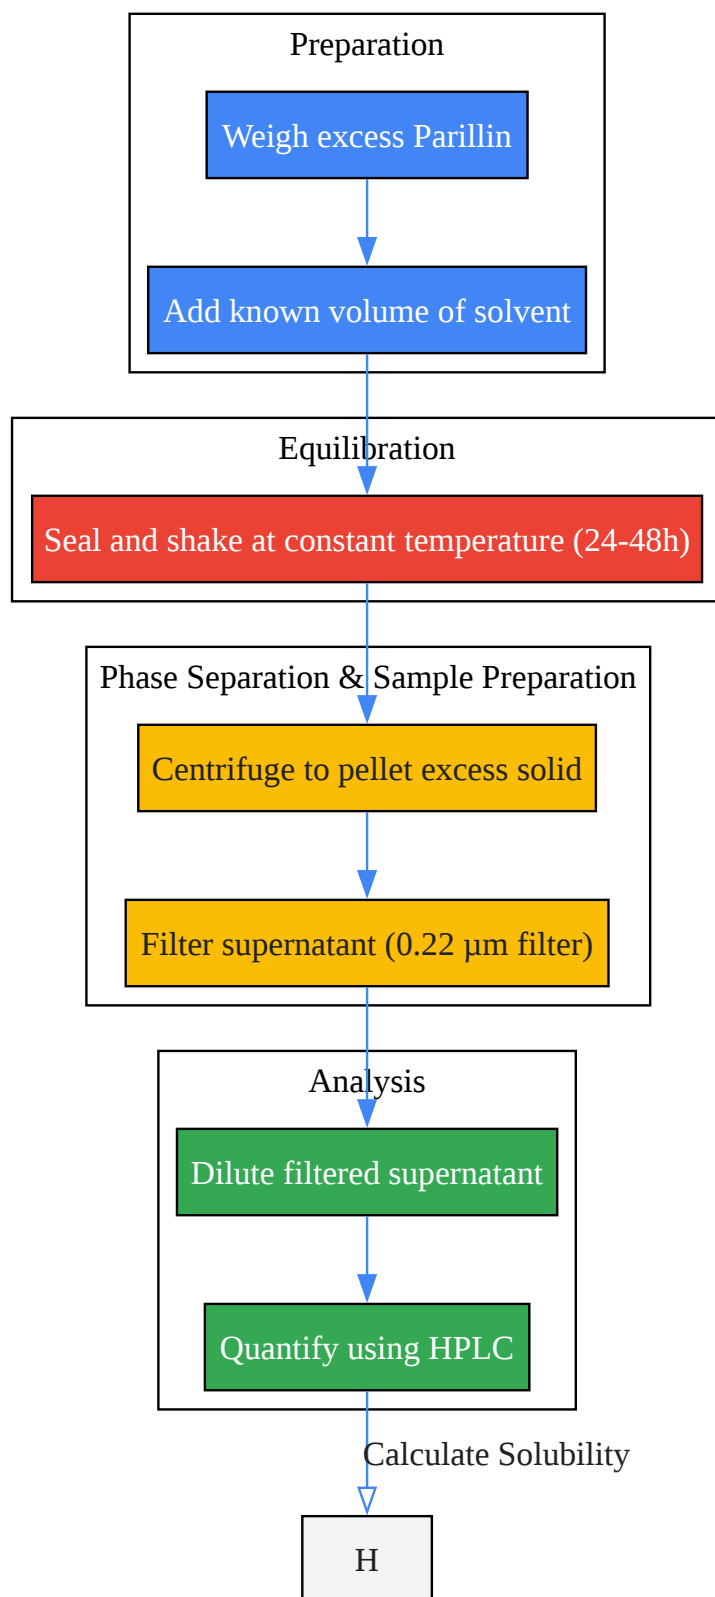 Preparation
Weigh excess Parillin
Add known volume of solvent
Equilibration
Seal and shake at constant temperature (24-48h)
Phase Separation & Sample Preparation
Centrifuge to pellet excess solid
Filter supernatant (0.22 µm filter)
Analysis
Dilute filtered supernatant
Quantify using HPLC
Calculate Solubility
H